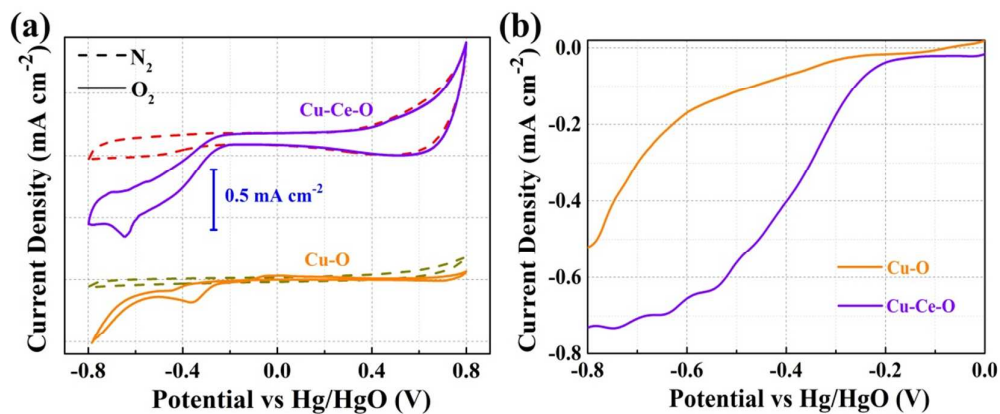 (a)
N₂
O₂
Cu-Ce-O
0.5 mA cm⁻²
Cu-O
Current Density (mA cm⁻²)
-0.8 -0.4 0.0 0.4 0.8
Potential vs Hg/HgO (V)
(b)
0.0
-0.2
-0.4
-0.6
-0.8
Cu-O
Cu-Ce-O
Current Density (mA cm⁻²)
-0.8 -0.6 -0.4 -0.2 0.0
Potential vs Hg/HgO (V)